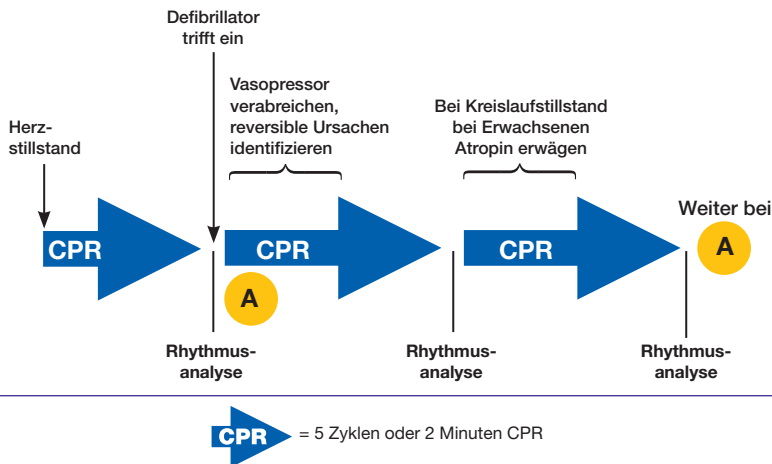 Defibrillator
trifft ein
Vasopressor
verabreichen,
reversible Ursachen
identifizieren
Bei Kreislaufstillstand
bei Erwachsenen
Atropin erwägen
Herz-
stillstand
Weiter bei
CPR
CPR
CPR
A
A
Rhythmus-
analyse
Rhythmus-
analyse
Rhythmus-
analyse
CPR = 5 Zyklen oder 2 Minuten CPR